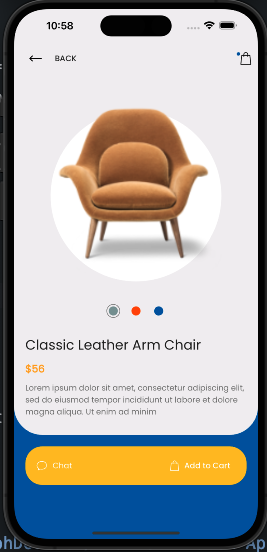 10:58
BACK
Classic Leather Arm Chair
$56
Lorem ipsum dolor sit amet, consectetur adipiscing elit,
sed do eiusmod tempor incididunt ut labore et dolore
magna aliqua. Ut enim ad minim
Chat Add to Cart